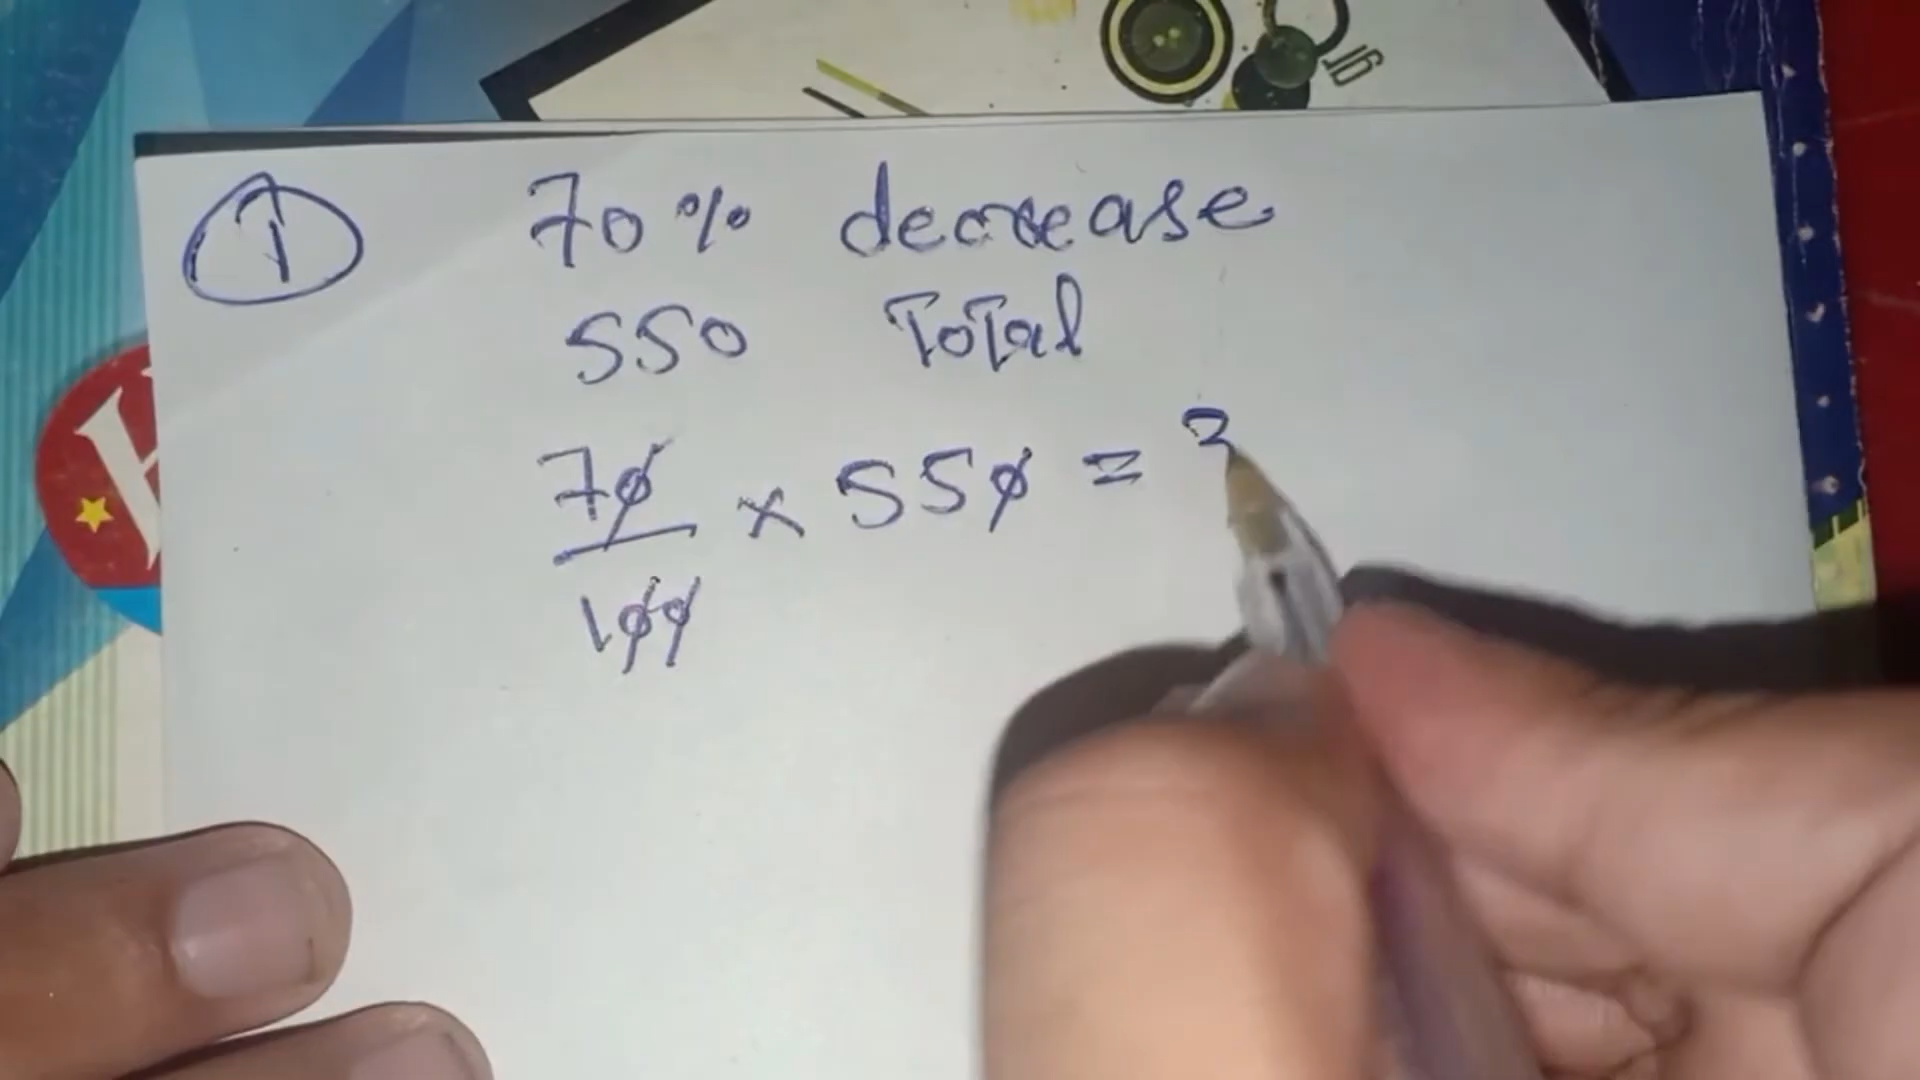 1 70% decrease
550 Total
70/100 × 550 = 3